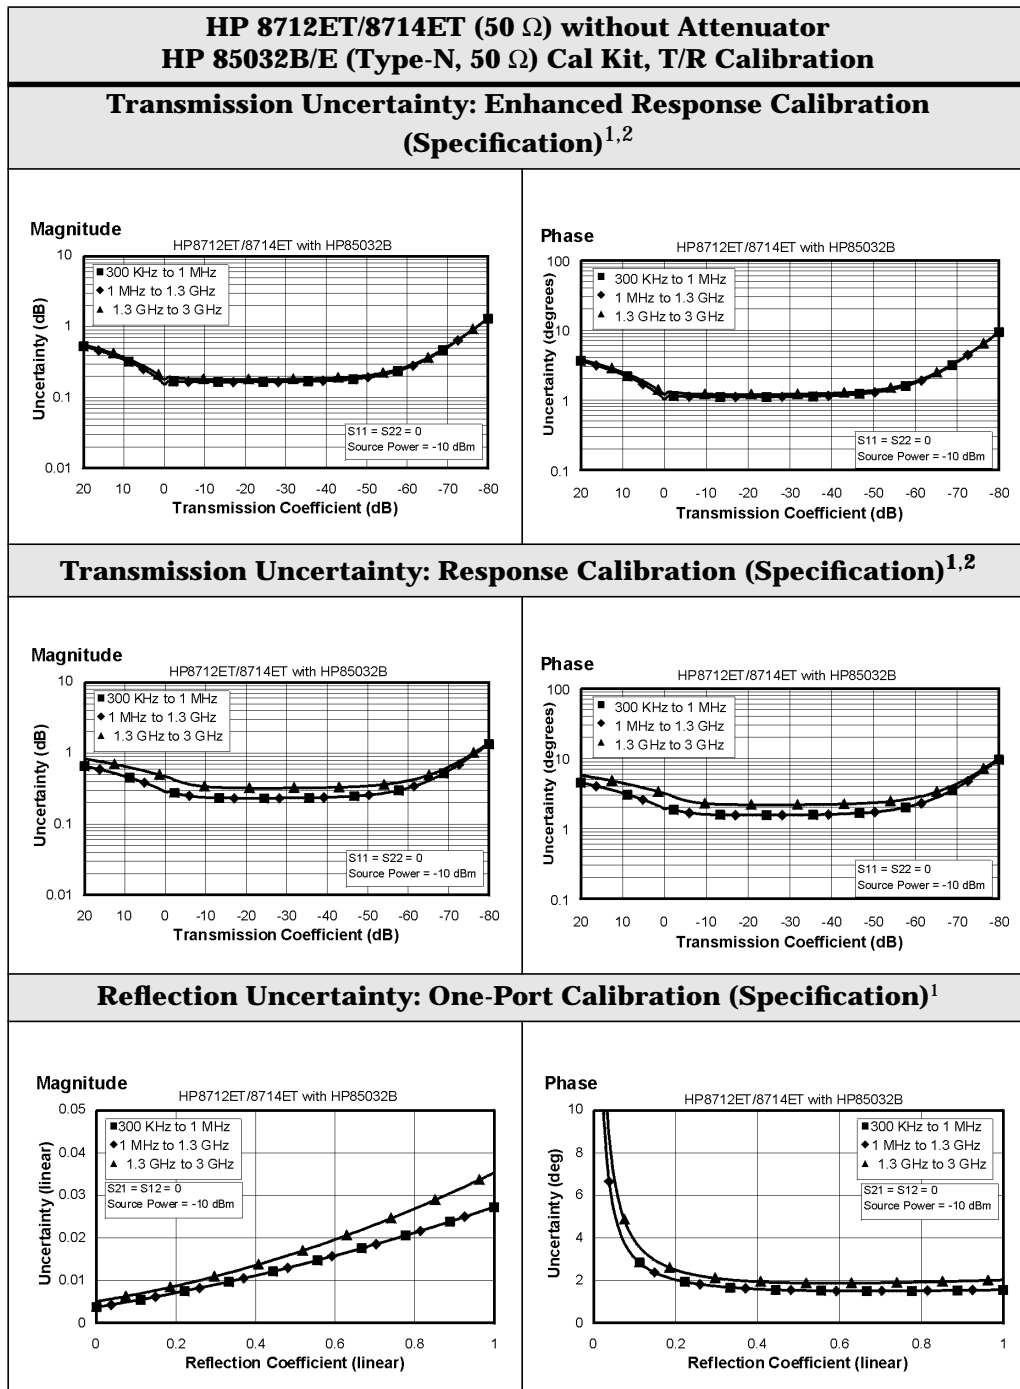 HP 8712ET/8714ET (50 Ω) without Attenuator
HP 85032B/E (Type-N, 50 Ω) Cal Kit, T/R Calibration
Transmission Uncertainty: Enhanced Response Calibration
(Specification)1,2
Magnitude
HP8712ET/8714ET with HP85032B
10
1
0.1
0.01
Uncertainty (dB)
300 KHz to 1 MHz
1 MHz to 1.3 GHz
1.3 GHz to 3 GHz
S11 = S22 = 0
Source Power = -10 dBm
20 10 0 -10 -20 -30 -40 -50 -60 -70 -80
Transmission Coefficient (dB)
Phase
HP8712ET/8714ET with HP85032B
100
10
1
0.1
Uncertainty (degrees)
300 KHz to 1 MHz
1 MHz to 1.3 GHz
1.3 GHz to 3 GHz
S11 = S22 = 0
Source Power = -10 dBm
20 10 0 -10 -20 -30 -40 -50 -60 -70 -80
Transmission Coefficient (dB)
Transmission Uncertainty: Response Calibration (Specification)1,2
Magnitude
HP8712ET/8714ET with HP85032B
10
1
0.1
0.01
Uncertainty (dB)
300 KHz to 1 MHz
1 MHz to 1.3 GHz
1.3 GHz to 3 GHz
S11 = S22 = 0
Source Power = -10 dBm
20 10 0 -10 -20 -30 -40 -50 -60 -70 -80
Transmission Coefficient (dB)
Phase
HP8712ET/8714ET with HP85032B
100
10
1
0.1
Uncertainty (degrees)
300 KHz to 1 MHz
1 MHz to 1.3 GHz
1.3 GHz to 3 GHz
S11 = S22 = 0
Source Power = -10 dBm
20 10 0 -10 -20 -30 -40 -50 -60 -70 -80
Transmission Coefficient (dB)
Reflection Uncertainty: One-Port Calibration (Specification)1
Magnitude
HP8712ET/8714ET with HP85032B
0.05
0.04
0.03
0.02
0.01
0
Uncertainty (linear)
300 KHz to 1 MHz
1 MHz to 1.3 GHz
1.3 GHz to 3 GHz
S21 = S12 = 0
Source Power = -10 dBm
0 0.2 0.4 0.6 0.8 1
Reflection Coefficient (linear)
Phase
HP8712ET/8714ET with HP85032B
10
8
6
4
2
0
Uncertainty (deg)
300 KHz to 1 MHz
1 MHz to 1.3 GHz
1.3 GHz to 3 GHz
S21 = S12 = 0
Source Power = -10 dBm
0 0.2 0.4 0.6 0.8 1
Reflection Coefficient (linear)